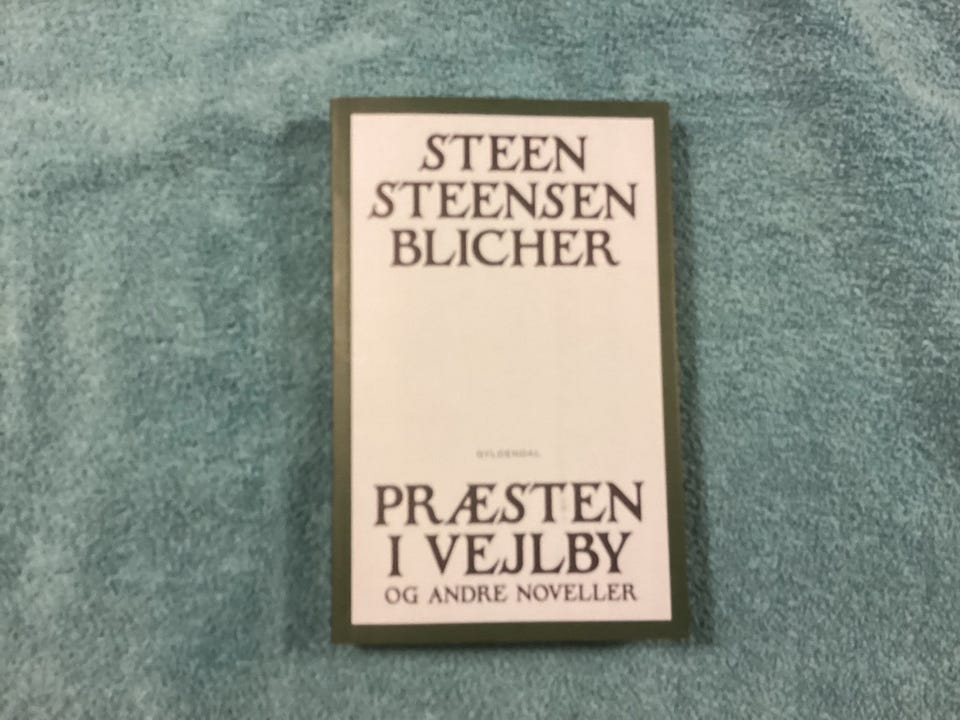 STEEN
STEENSEN
BLICHER
GYLDENDAL
PRÆSTEN
I VEJLBY
OG ANDRE NOVELLER